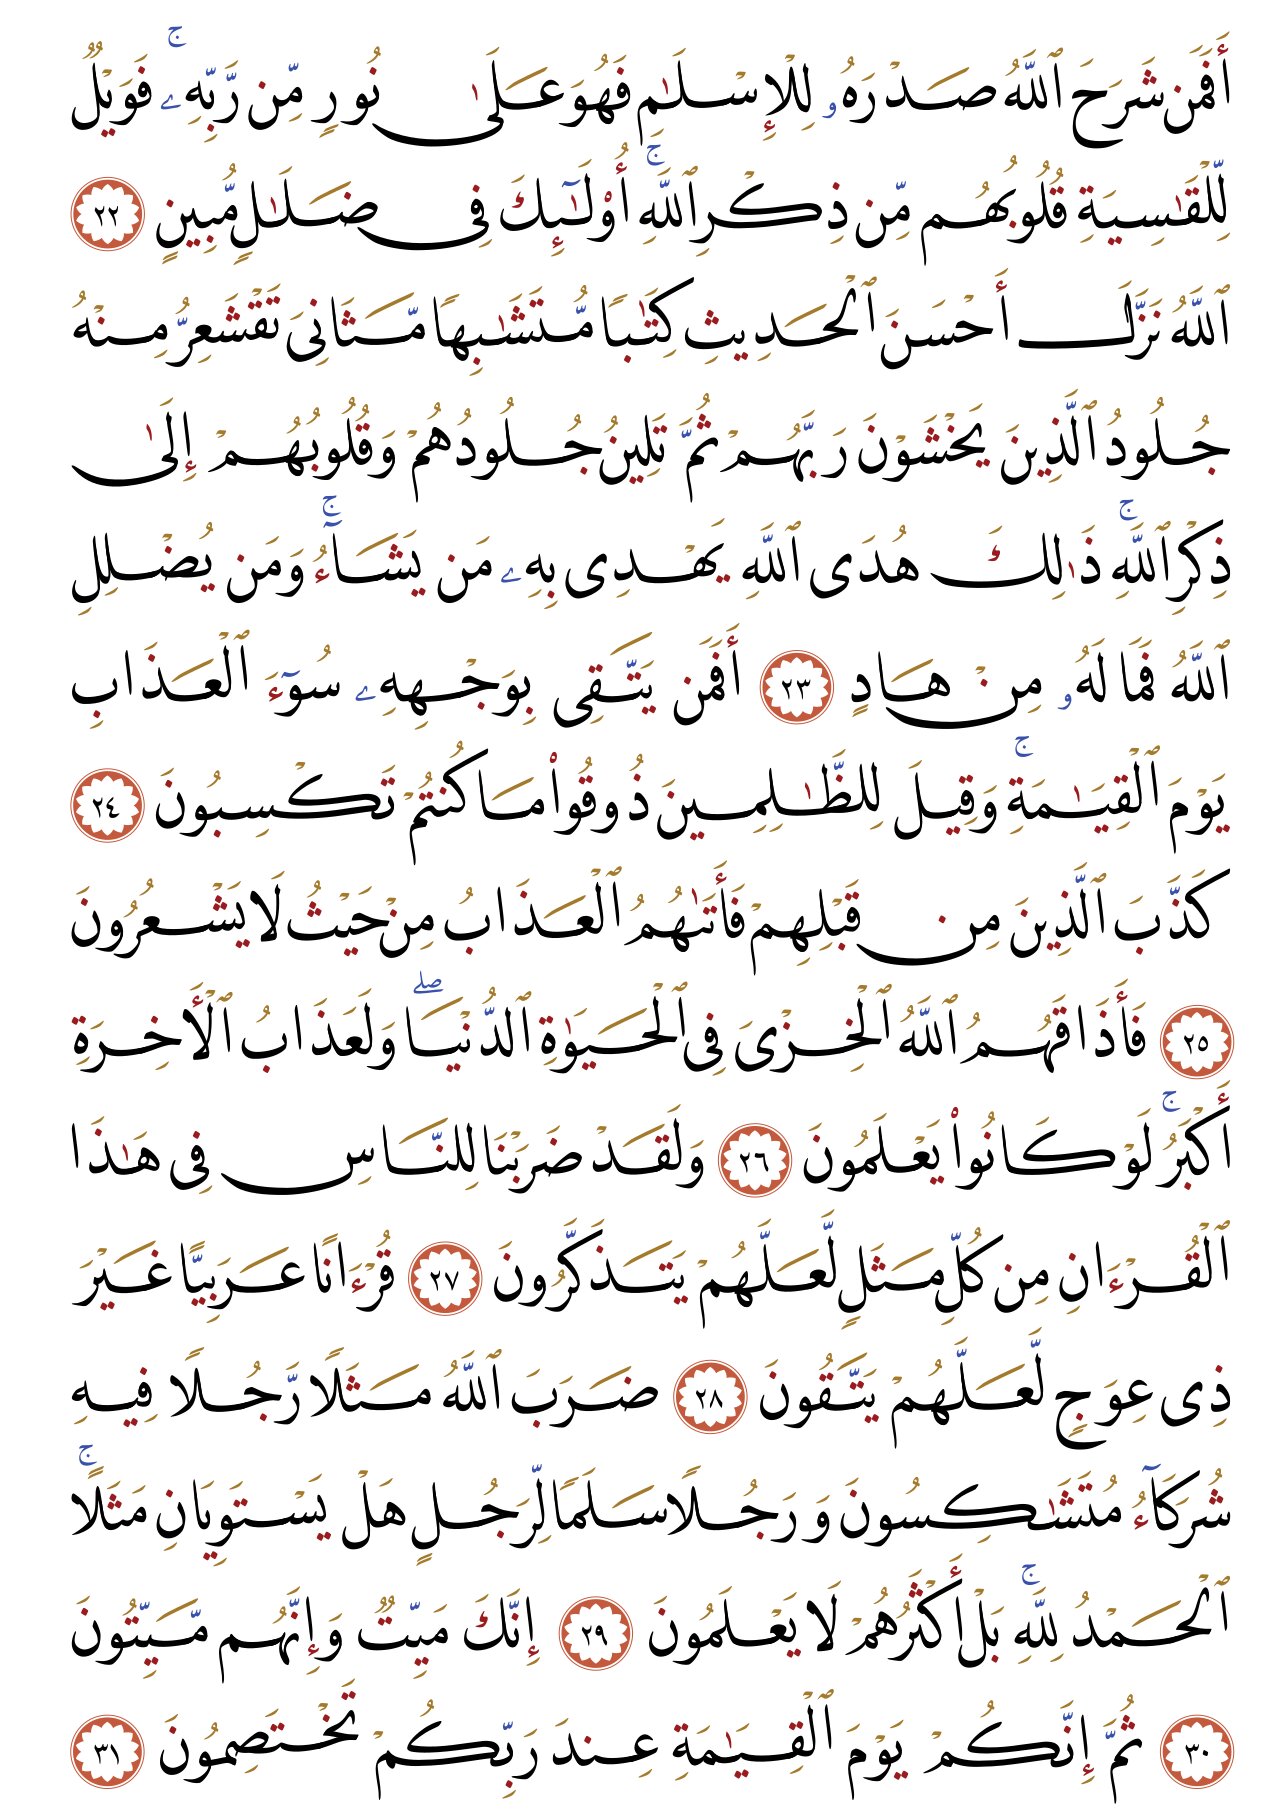 أَفَمَن شَرَحَ ٱللَّهُ صَدْرَهُۥ لِلْإِسْلَٰمِ فَهُوَ عَلَىٰ نُورٍ مِّن رَّبِّهِۦ ۚ فَوَيْلٌ
لِّلْقَٰسِيَةِ قُلُوبُهُم مِّن ذِكْرِ ٱللَّهِ ۚ أُو۟لَٰٓئِكَ فِى ضَلَٰلٍ مُّبِينٍ ٢٢
ٱللَّهُ نَزَّلَ أَحْسَنَ ٱلْحَدِيثِ كِتَٰبًا مُّتَشَٰبِهًا مَّثَانِىَ تَقْشَعِرُّ مِنْهُ
جُلُودُ ٱلَّذِينَ يَخْشَوْنَ رَبَّهُمْ ثُمَّ تَلِينُ جُلُودُهُمْ وَقُلُوبُهُمْ إِلَىٰ
ذِكْرِ ٱللَّهِ ۚ ذَٰلِكَ هُدَى ٱللَّهِ يَهْدِى بِهِۦ مَن يَشَآءُ ۚ وَمَن يُضْلِلِ
ٱللَّهُ فَمَا لَهُۥ مِنْ هَادٍ ٢٣ أَفَمَن يَتَّقِى بِوَجْهِهِۦ سُوٓءَ ٱلْعَذَابِ
يَوْمَ ٱلْقِيَٰمَةِ ۚ وَقِيلَ لِلظَّٰلِمِينَ ذُوقُوا۟ مَا كُنتُمْ تَكْسِبُونَ ٢٤
كَذَّبَ ٱلَّذِينَ مِن قَبْلِهِمْ فَأَتَىٰهُمُ ٱلْعَذَابُ مِنْ حَيْثُ لَا يَشْعُرُونَ
٢٥ فَأَذَاقَهُمُ ٱللَّهُ ٱلْخِزْىَ فِى ٱلْحَيَوٰةِ ٱلدُّنْيَا ۖ وَلَعَذَابُ ٱلْأَخِرَةِ
أَكْبَرُ ۚ لَوْ كَانُوا۟ يَعْلَمُونَ ٢٦ وَلَقَدْ ضَرَبْنَا لِلنَّاسِ فِى هَٰذَا
ٱلْقُرْءَانِ مِن كُلِّ مَثَلٍ لَّعَلَّهُمْ يَتَذَكَّرُونَ ٢٧ قُرْءَانًا عَرَبِيًّا غَيْرَ
ذِى عِوَجٍ لَّعَلَّهُمْ يَتَّقُونَ ٢٨ ضَرَبَ ٱللَّهُ مَثَلًا رَّجُلًا فِيهِ
شُرَكَآءُ مُتَشَٰكِسُونَ وَرَجُلًا سَلَمًا لِّرَجُلٍ هَلْ يَسْتَوِيَانِ مَثَلًا ۚ
ٱلْحَمْدُ لِلَّهِ ۚ بَلْ أَكْثَرُهُمْ لَا يَعْلَمُونَ ٢٩ إِنَّكَ مَيِّتٌ وَإِنَّهُم مَّيِّتُونَ
٣٠ ثُمَّ إِنَّكُمْ يَوْمَ ٱلْقِيَٰمَةِ عِندَ رَبِّكُمْ تَخْتَصِمُونَ ٣١